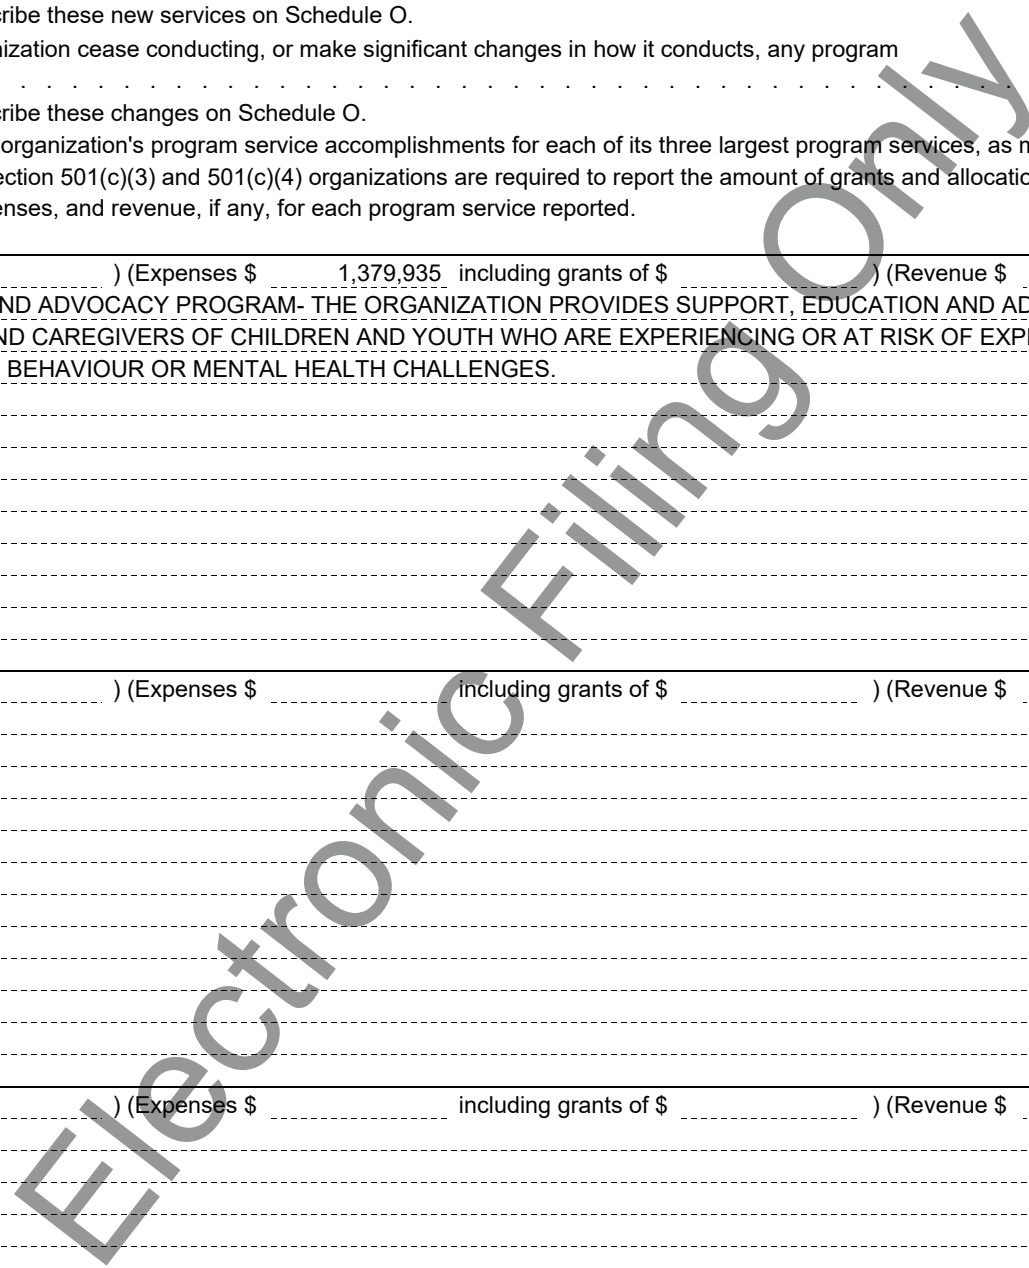 cribe these new services on Schedule O.
nization cease conducting, or make significant changes in how it conducts, any program
. . . . . . . . . . . . . . . . . . . . . . . . . . . . . . . . . . . . . . . . . . .
cribe these changes on Schedule O.
organization's program service accomplishments for each of its three largest program services, as m
ection 501(c)(3) and 501(c)(4) organizations are required to report the amount of grants and allocatio
enses, and revenue, if any, for each program service reported.
) (Expenses $ 1,379,935 including grants of $ ) (Revenue $
ND ADVOCACY PROGRAM- THE ORGANIZATION PROVIDES SUPPORT, EDUCATION AND AD
ND CAREGIVERS OF CHILDREN AND YOUTH WHO ARE EXPERIENCING OR AT RISK OF EXPE
BEHAVIOUR OR MENTAL HEALTH CHALLENGES.
) (Expenses $ including grants of $ ) (Revenue $
) (Expenses $ including grants of $ ) (Revenue $
Electronic Filing Only